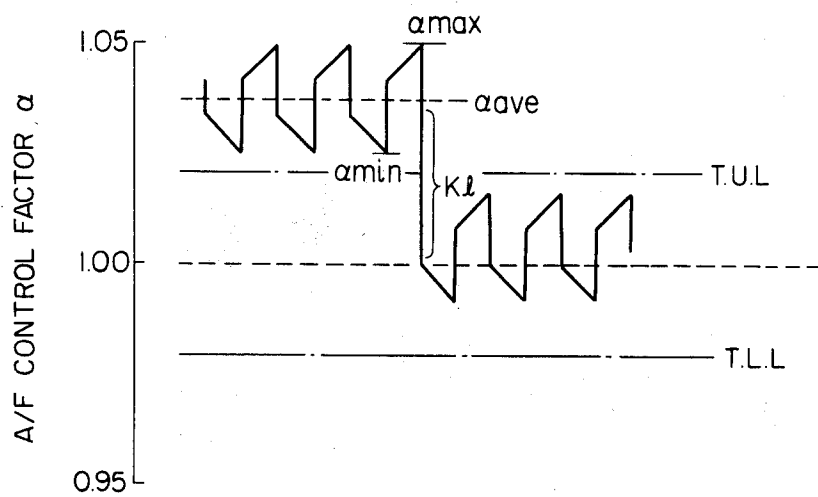 αmax
1.05
αave
αmin
Kl
T.U.L
1.00
T.L.L
0.95
A/F CONTROL FACTOR α